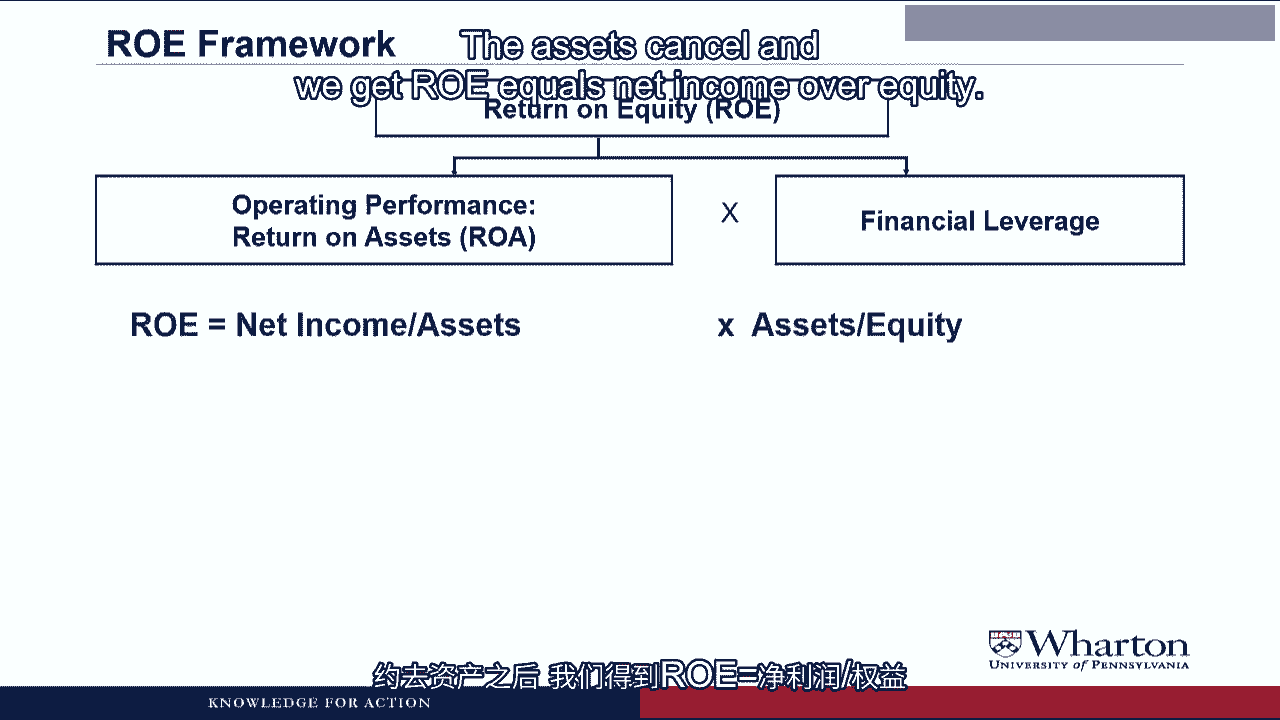 ROE Framework
The assets cancel and
we get ROE equals net income over equity.
Return on Equity (ROE)
Operating Performance:
Return on Assets (ROA)
X
Financial Leverage
ROE = Net Income/Assets
x Assets/Equity
Wharton
UNIVERSITY of PENNSYLVANIA
约去资产之后 我们得到ROE=净利润/权益
KNOWLEDGE FOR ACTION